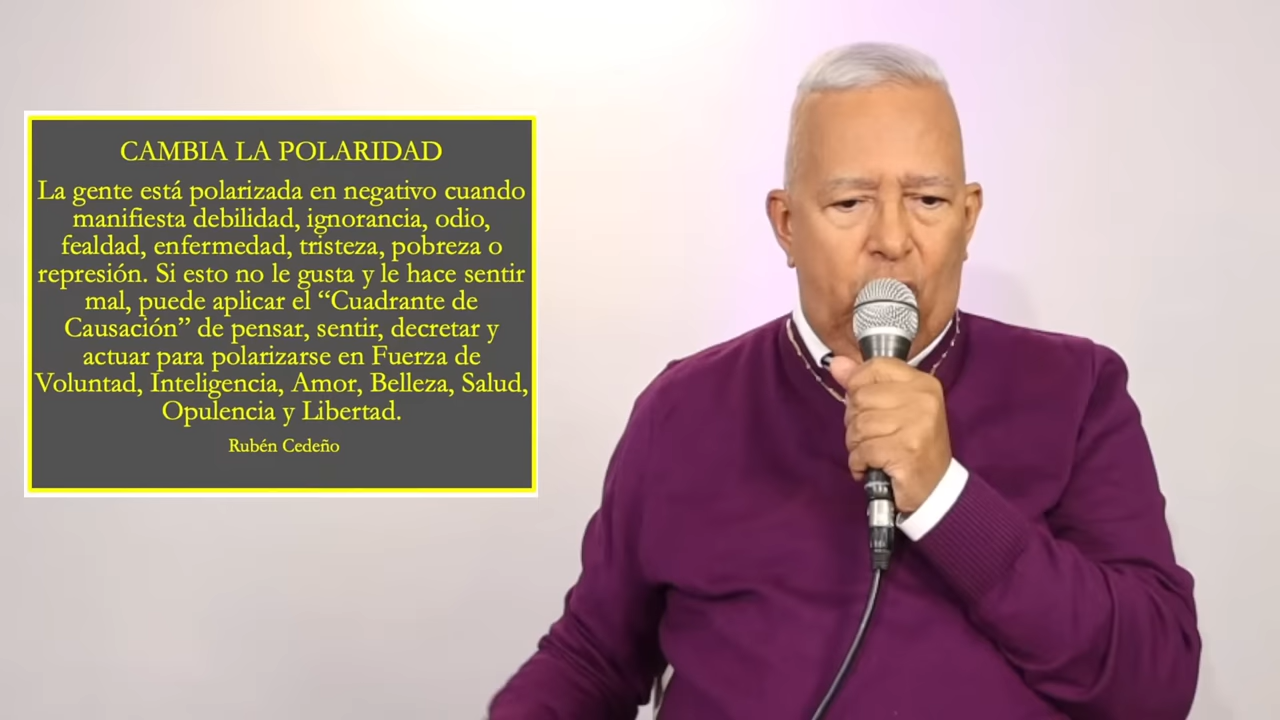 CAMBIA LA POLARIDAD
La gente está polarizada en negativo cuando
manifiesta debilidad, ignorancia, odio,
fealdad, enfermedad, tristeza, pobreza o
represión. Si esto no le gusta y le hace sentir
mal, puede aplicar el “Cuadrante de
Causación” de pensar, sentir, decretar y
actuar para polarizarse en Fuerza de
Voluntad, Inteligencia, Amor, Belleza, Salud,
Opulencia y Libertad.
Rubén Cedeño